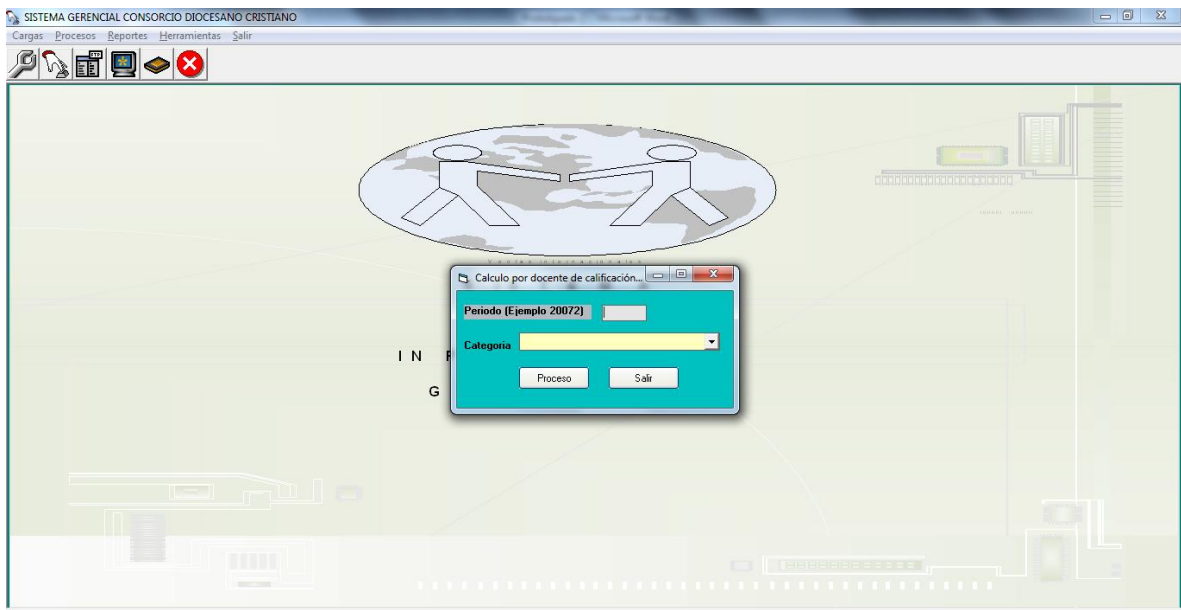 SISTEMA GERENCIAL CONSORCIO DIOCESANO CRISTIANO
Cargas Procesos Reportes Herramientas Salir
Calculo por docente de calificación...
Periodo (Ejemplo 20072)
Categoria
I N
G
Proceso Salir